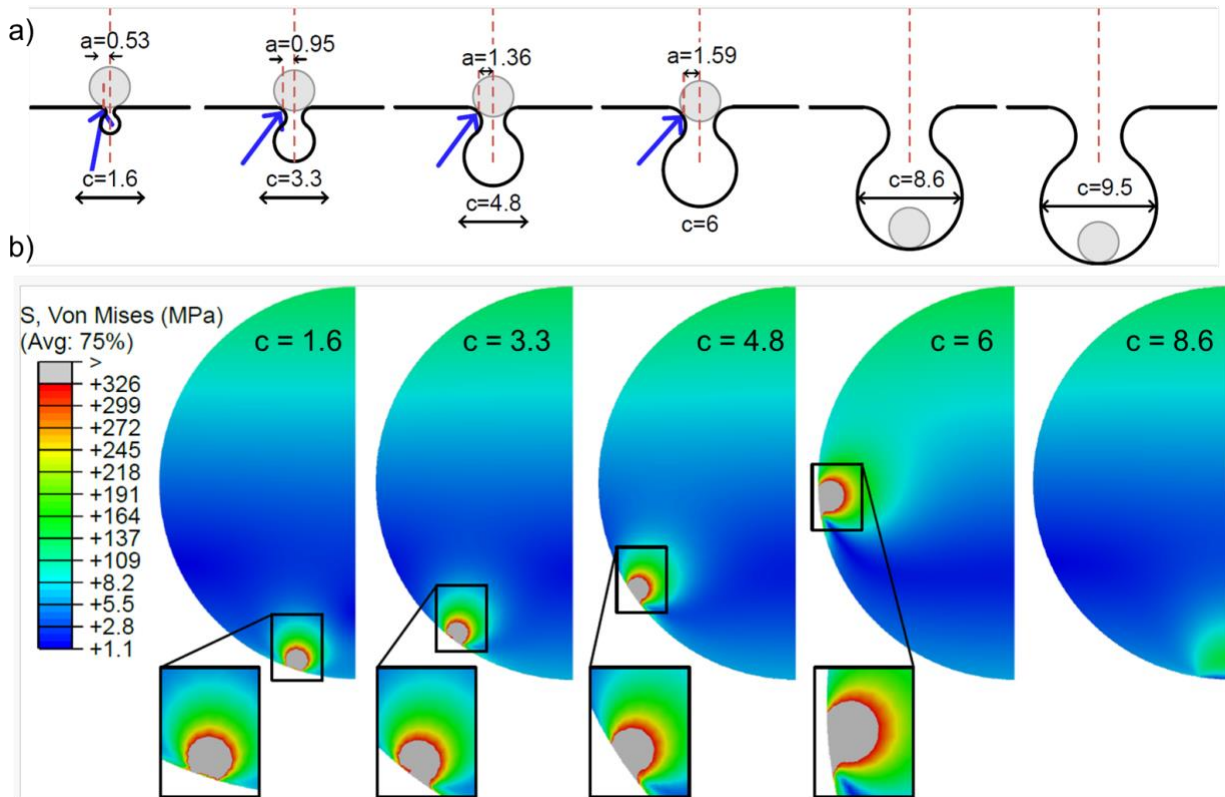 a)
a=0.53
a=0.95
a=1.36
a=1.59
c=1.6
c=3.3
c=4.8
c=6
c=8.6
c=9.5
b)
S, Von Mises (MPa)
(Avg: 75%)
>
+326
+299
+272
+245
+218
+191
+164
+137
+109
+8.2
+5.5
+2.8
+1.1
c = 1.6
c = 3.3
c = 4.8
c = 6
c = 8.6